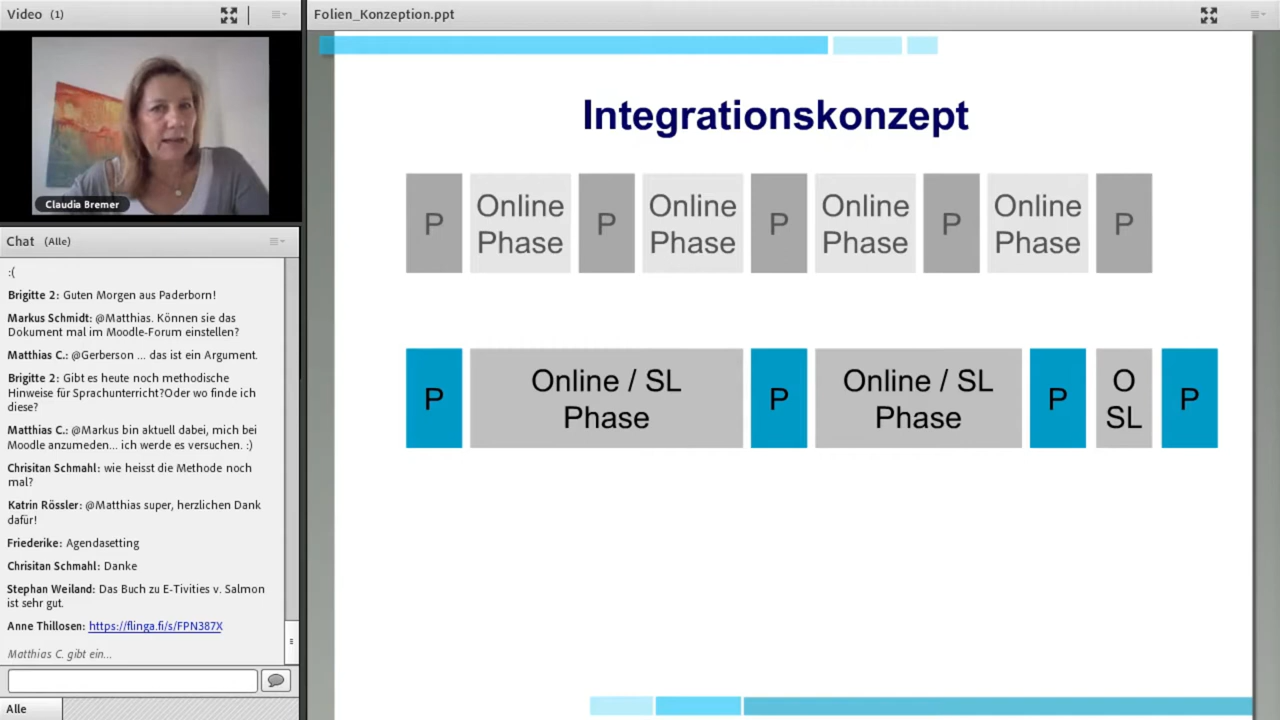 Video (1)
Claudia Bremer
Chat (Alle)
:(
Brigitte 2: Guten Morgen aus Paderborn!
Markus Schmidt: @Matthias. Können sie das
Dokument mal im Moodle-Forum einstellen?
Matthias C.: @Gerberson ... das ist ein Argument.
Brigitte 2: Gibt es heute noch methodische
Hinweise für Sprachunterricht?Oder wo finde ich
diese?
Matthias C.: @Markus bin aktuell dabei, mich bei
Moodle anzumeden... ich werde es versuchen. :)
Chrisitan Schmahl: wie heisst die Methode noch
mal?
Katrin Rössler: @Matthias super, herzlichen Dank
dafür!
Friederike: Agendasetting
Chrisitan Schmahl: Danke
Stephan Weiland: Das Buch zu E-Tivities v. Salmon
ist sehr gut.
Anne Thillosen: https://flinga.fi/s/FPN387X
Matthias C. gibt ein...
Alle
Folien_Konzeption.ppt
Integrationskonzept
P
Online
Phase
P
Online
Phase
P
Online
Phase
P
Online
Phase
P
P
Online / SL
Phase
P
Online / SL
Phase
P
O
SL
P